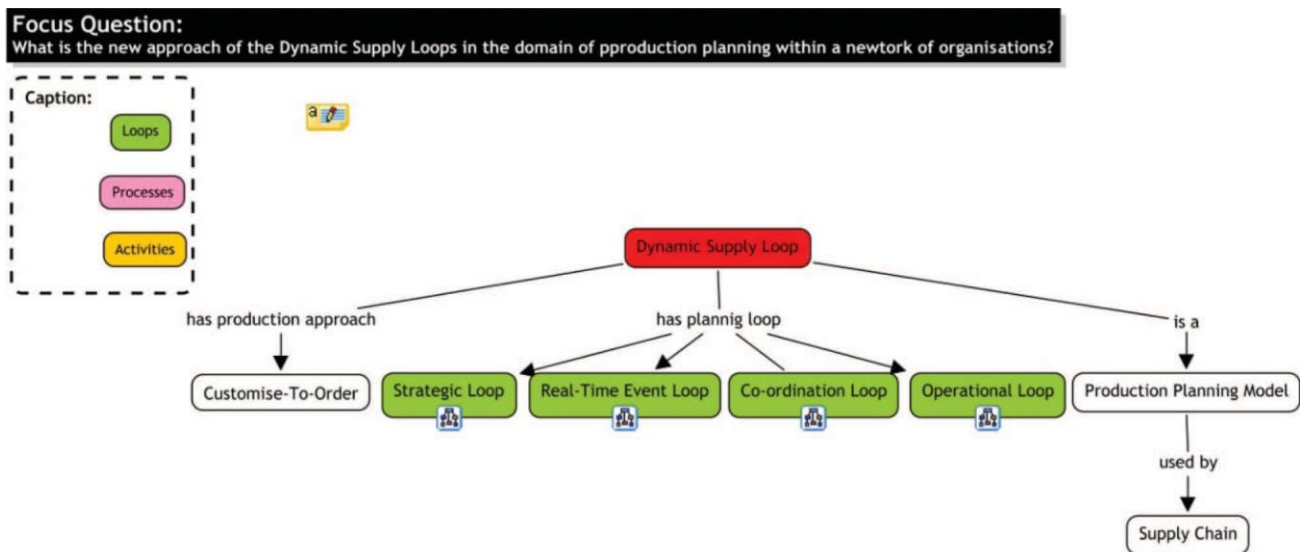 Focus Question:
What is the new approach of the Dynamic Supply Loops in the domain of pproduction planning within a newtork of organisations?
Caption:
Loops
Processes
Activities
a
Dynamic Supply Loop
has production approach
has plannig loop
is a
Customise-To-Order
Strategic Loop
Real-Time Event Loop
Co-ordination Loop
Operational Loop
Production Planning Model
used by
Supply Chain